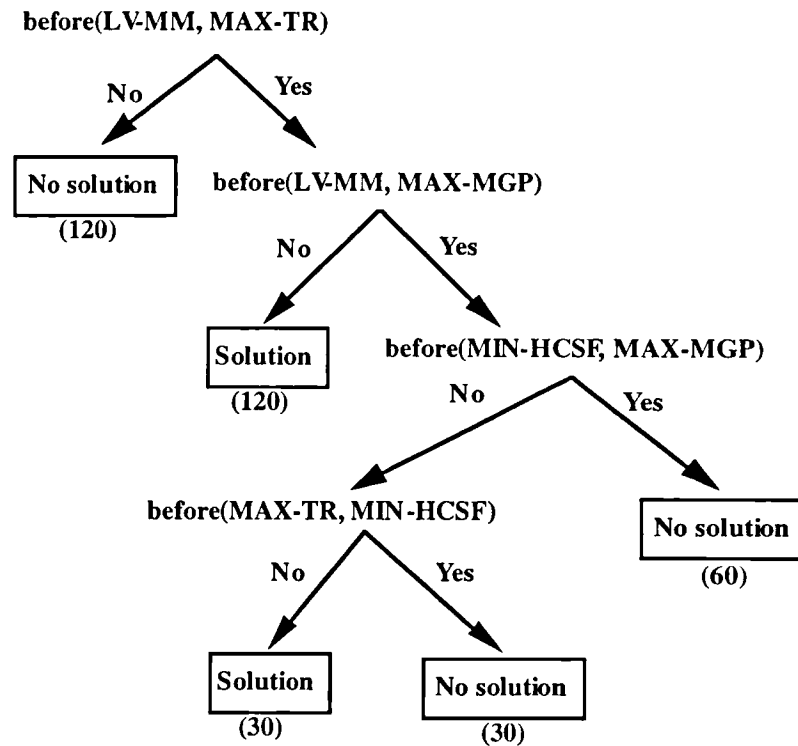 before(LV-MM, MAX-TR)
No
Yes
No solution
(120)
before(LV-MM, MAX-MGP)
No
Yes
Solution
(120)
before(MIN-HCSF, MAX-MGP)
No
Yes
before(MAX-TR, MIN-HCSF)
No solution
(60)
No
Yes
Solution
(30)
No solution
(30)